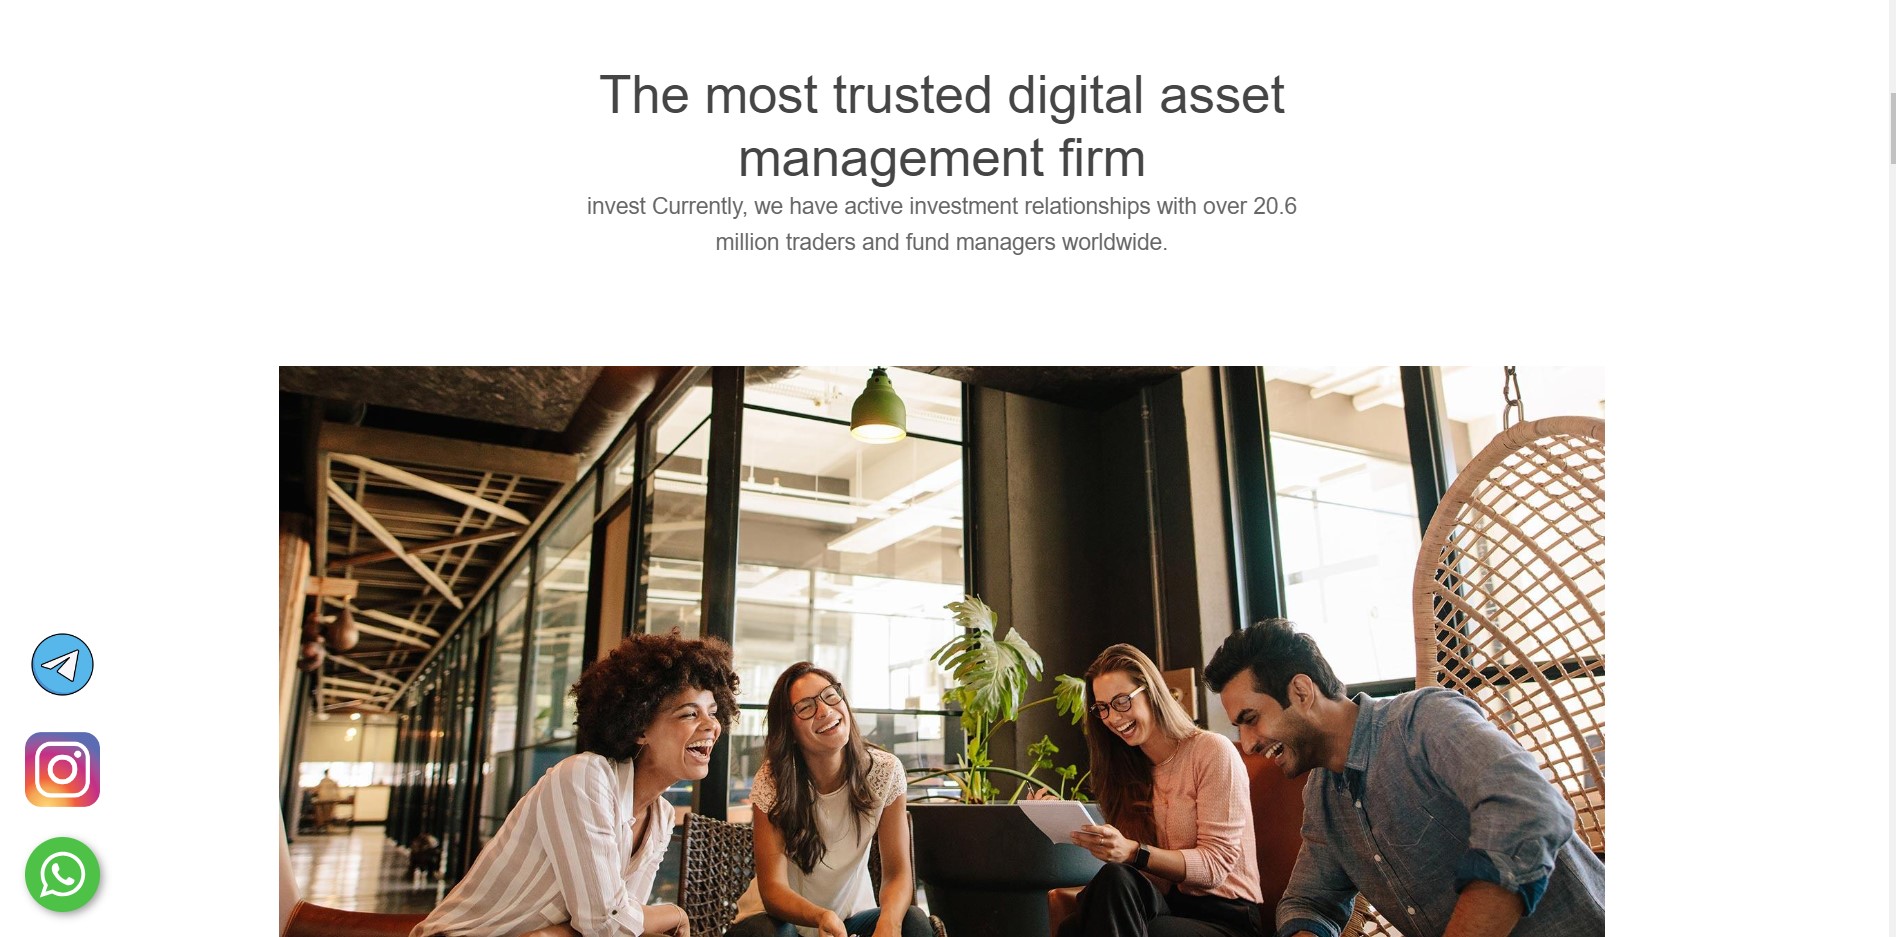 The most trusted digital asset
management firm
invest Currently, we have active investment relationships with over 20.6
million traders and fund managers worldwide.